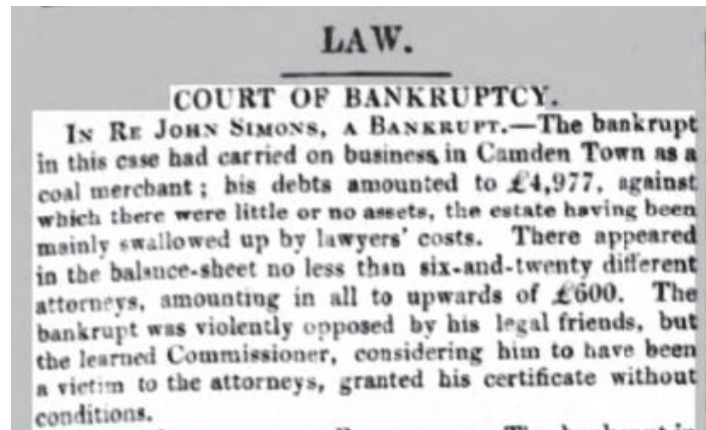 LAW.
COURT OF BANKRUPTCY.
IN RE JOHN SIMONS, A BANKRUPT.—The bankrupt
in this case had carried on business in Camden Town as a
coal merchant; his debts amounted to £4,977, against
which there were little or no assets, the estate having been
mainly swallowed up by lawyers' costs. There appeared
in the balance-sheet no less than six-and-twenty different
attorneys, amounting in all to upwards of £600. The
bankrupt was violently opposed by his legal friends, but
the learned Commissioner, considering him to have been
a victim to the attorneys, granted his certificate without
conditions.